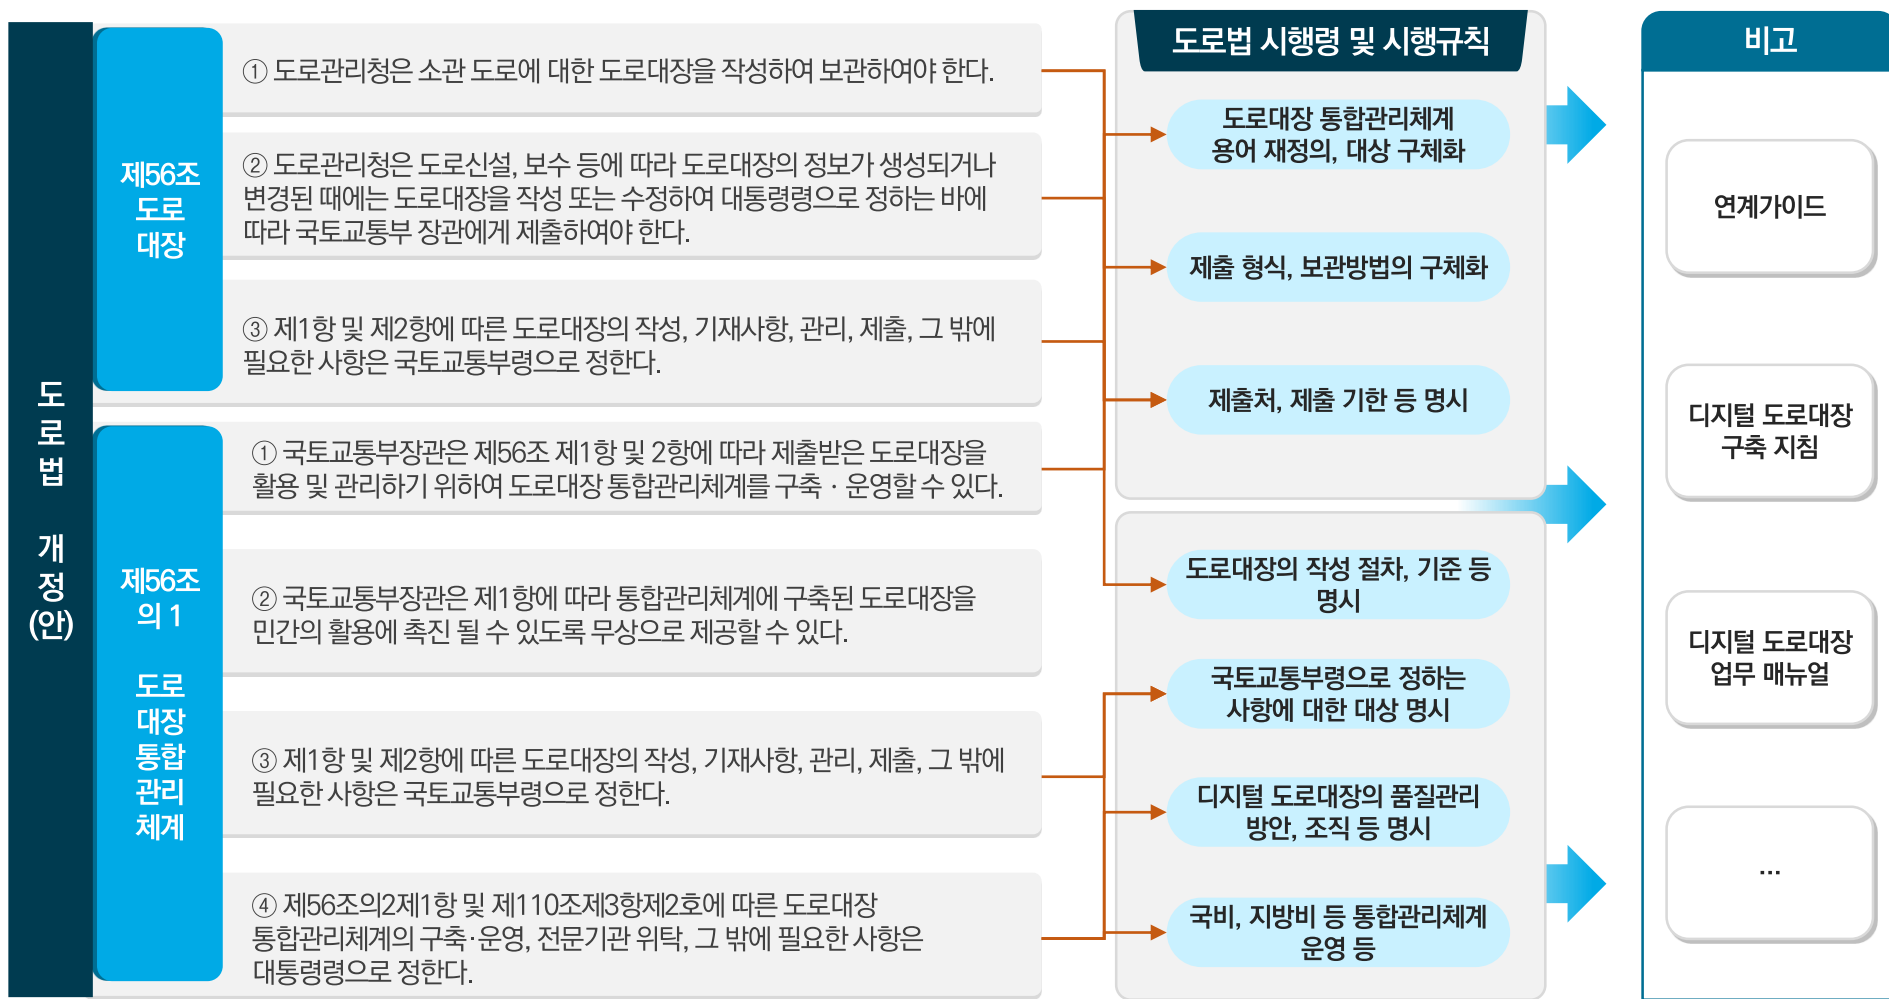 도
로
법
개
정
(안)
제56조
도로
대장
① 도로관리청은 소관 도로에 대한 도로대장을 작성하여 보관하여야 한다.
② 도로관리청은 도로신설, 보수 등에 따라 도로대장의 정보가 생성되거나
변경된 때에는 도로대장을 작성 또는 수정하여 대통령령으로 정하는 바에
따라 국토교통부 장관에게 제출하여야 한다.
③ 제1항 및 제2항에 따른 도로대장의 작성, 기재사항, 관리, 제출, 그 밖에
필요한 사항은 국토교통부령으로 정한다.
제56조
의 1
도로
대장
통합
관리
체계
① 국토교통부장관은 제56조 제1항 및 2항에 따라 제출받은 도로대장을
활용 및 관리하기 위하여 도로대장 통합관리체계를 구축 · 운영할 수 있다.
② 국토교통부장관은 제1항에 따라 통합관리체계에 구축된 도로대장을
민간의 활용에 촉진 될 수 있도록 무상으로 제공할 수 있다.
③ 제1항 및 제2항에 따른 도로대장의 작성, 기재사항, 관리, 제출, 그 밖에
필요한 사항은 국토교통부령으로 정한다.
④ 제56조의2제1항 및 제110조제3항제2호에 따른 도로대장
통합관리체계의 구축·운영, 전문기관 위탁, 그 밖에 필요한 사항은
대통령령으로 정한다.
도로법 시행령 및 시행규칙
도로대장 통합관리체계
용어 재정의, 대상 구체화
제출 형식, 보관방법의 구체화
제출처, 제출 기한 등 명시
도로대장의 작성 절차, 기준 등
명시
국토교통부령으로 정하는
사항에 대한 대상 명시
디지털 도로대장의 품질관리
방안, 조직 등 명시
국비, 지방비 등 통합관리체계
운영 등
비고
연계가이드
디지털 도로대장
구축 지침
디지털 도로대장
업무 매뉴얼
...